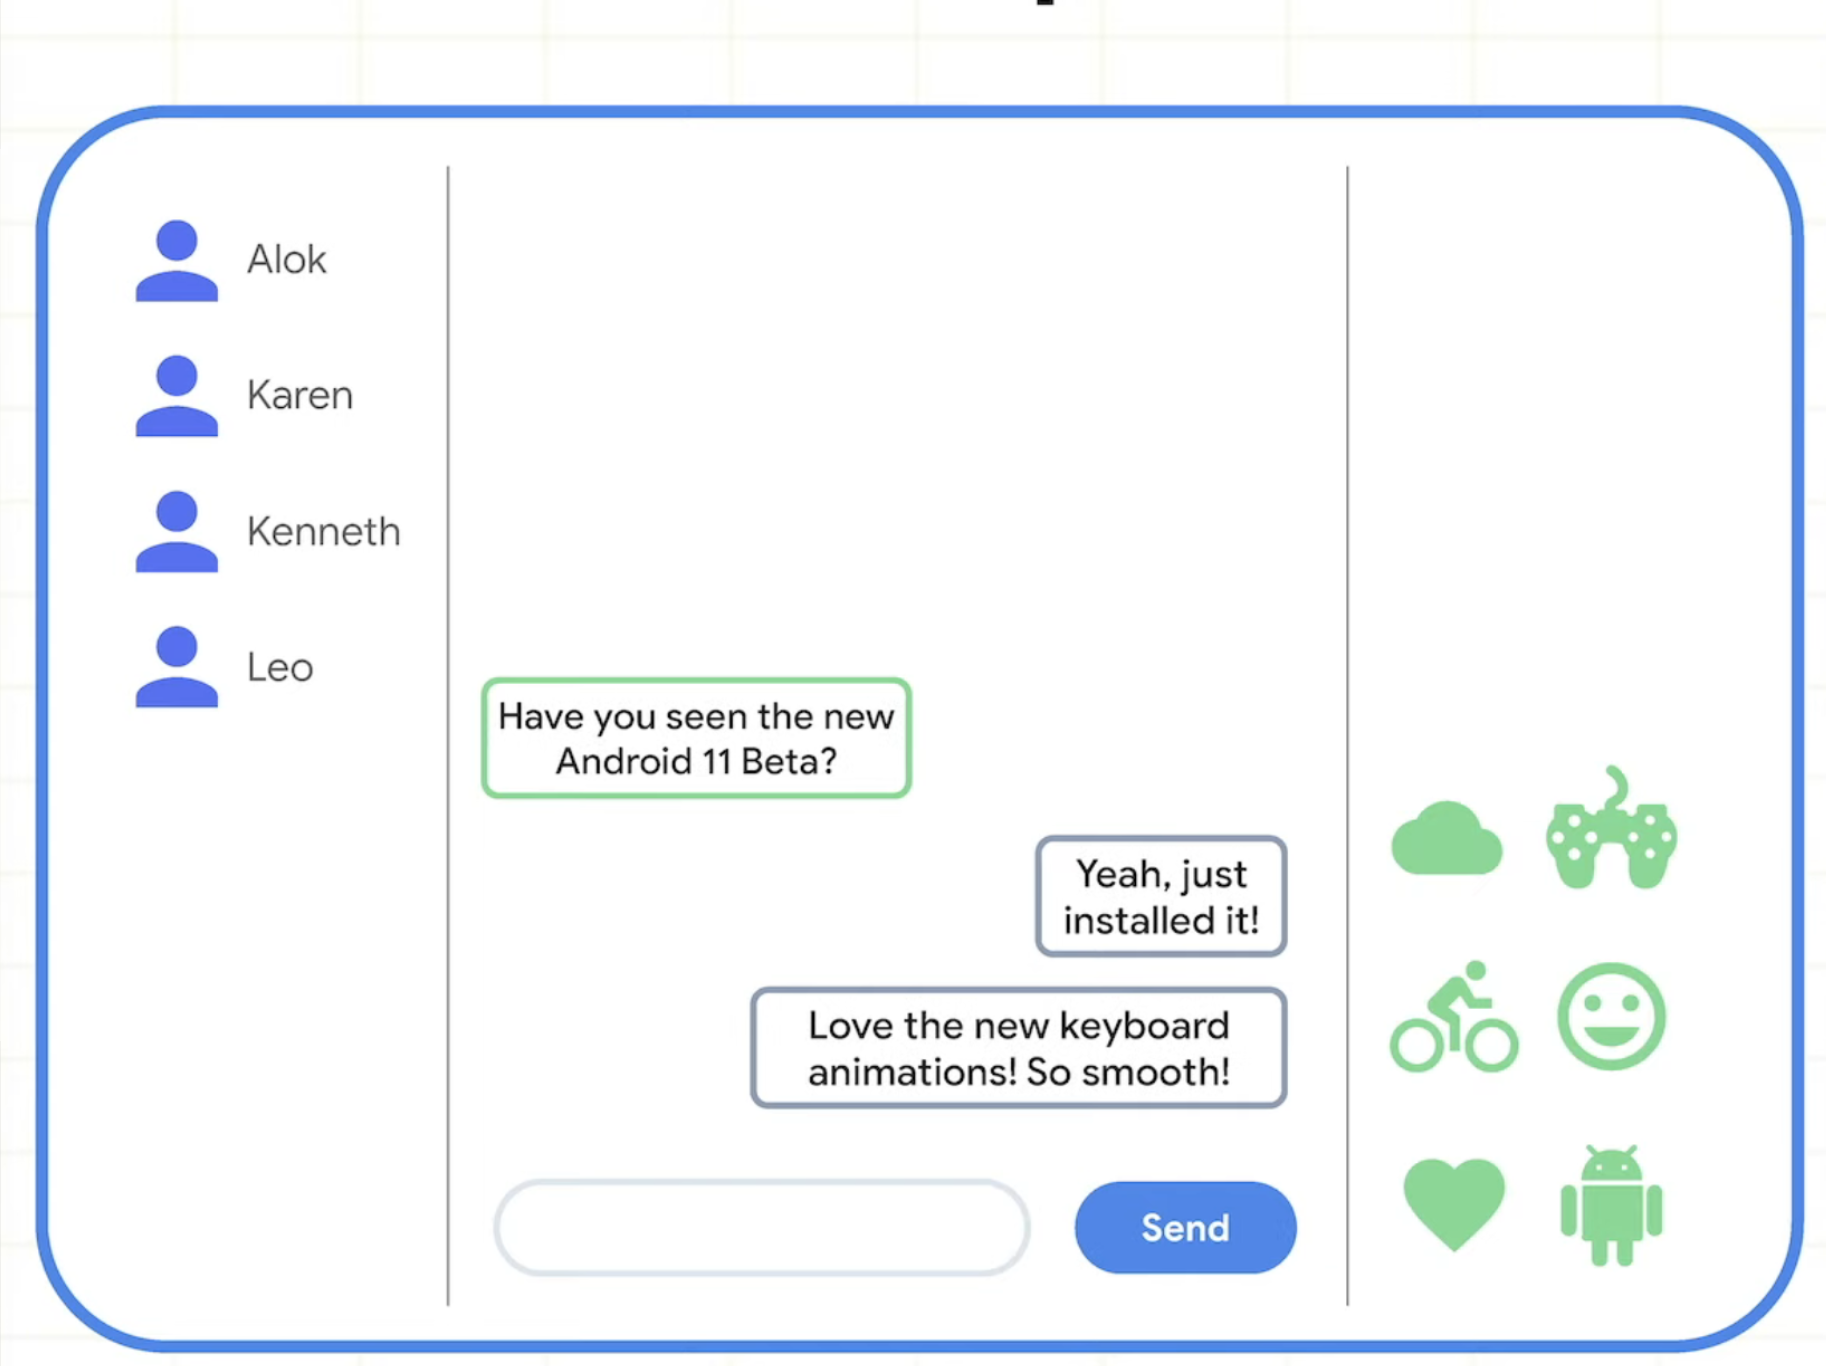 Alok
Karen
Kenneth
Leo
Have you seen the new
Android 11 Beta?
Yeah, just
installed it!
Love the new keyboard
animations! So smooth!
Send